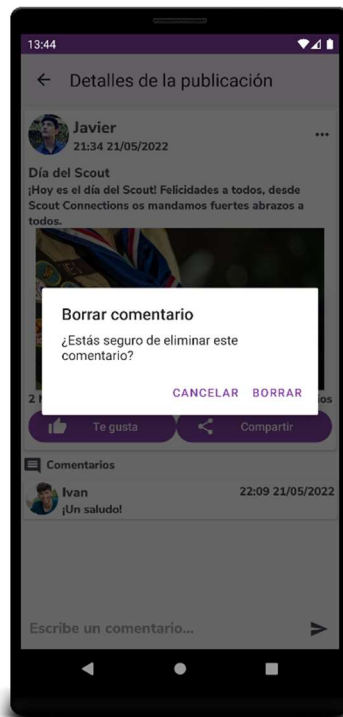 13:44
Detalles de la publicación
Javier
21:34 21/05/2022
Día del Scout
¡Hoy es el día del Scout! Felicidades a todos, desde
Scout Connections os mandamos fuertes abrazos a
todos.
Borrar comentario
¿Estás seguro de eliminar este
comentario?
CANCELAR BORRAR
2
Te gusta Compartir
Comentarios
Ivan 22:09 21/05/2022
¡Un saludo!
Escribe un comentario...